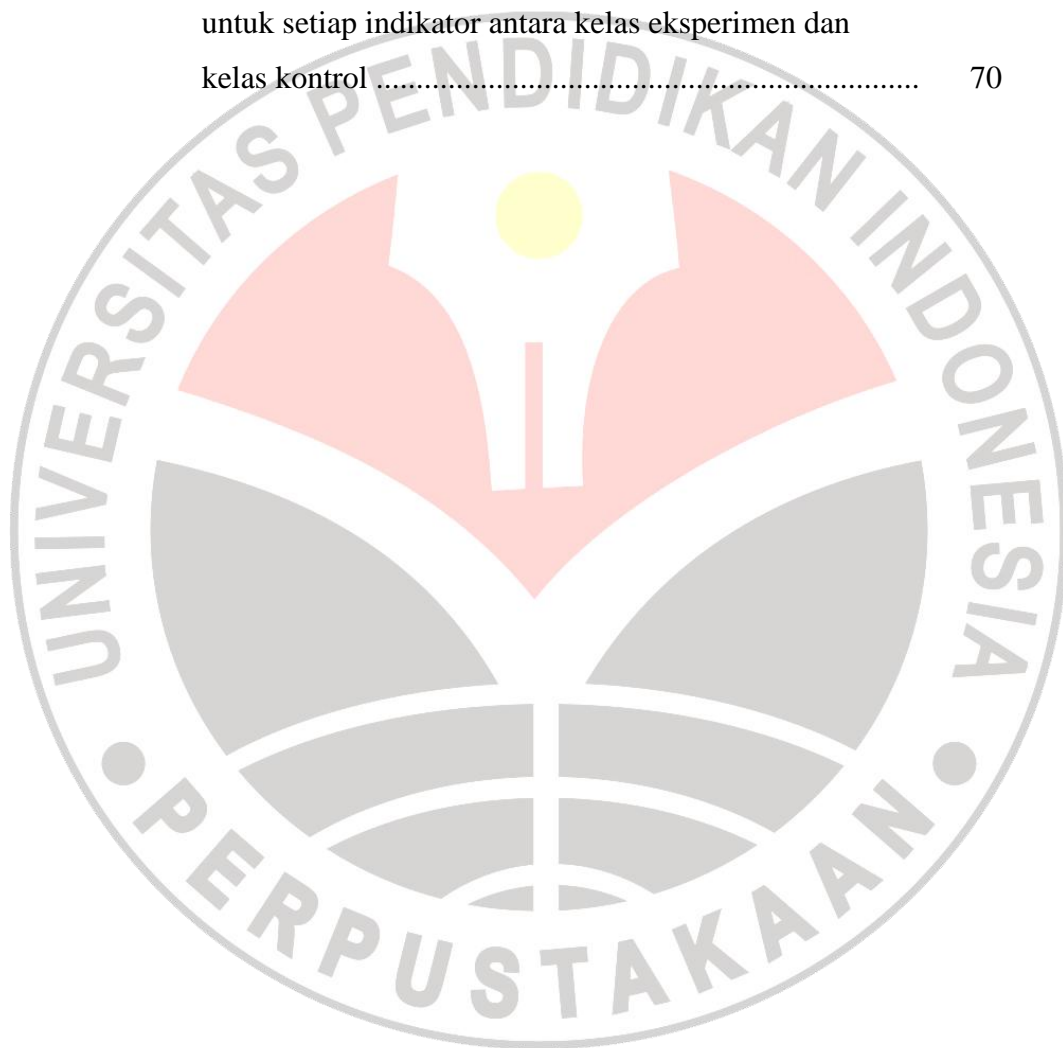 untuk setiap indikator antara kelas eksperimen dan
kelas kontrol .................................................................... 70
UNIVERSITAS PENDIDIKAN INDONESIA
PERPUSTAKAAN